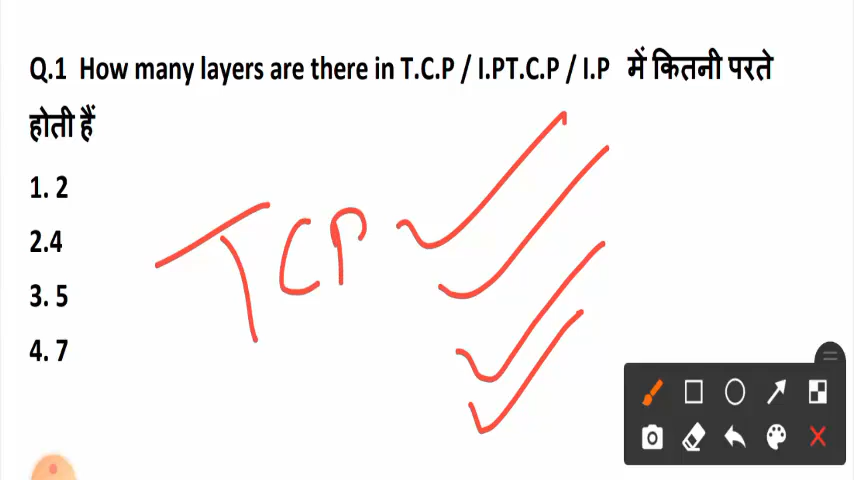 Q.1 How many layers are there in T.C.P / I.PT.C.P / I.P में कितनी परते
होती हैं
1. 2
2.4
3. 5
4. 7
TCP